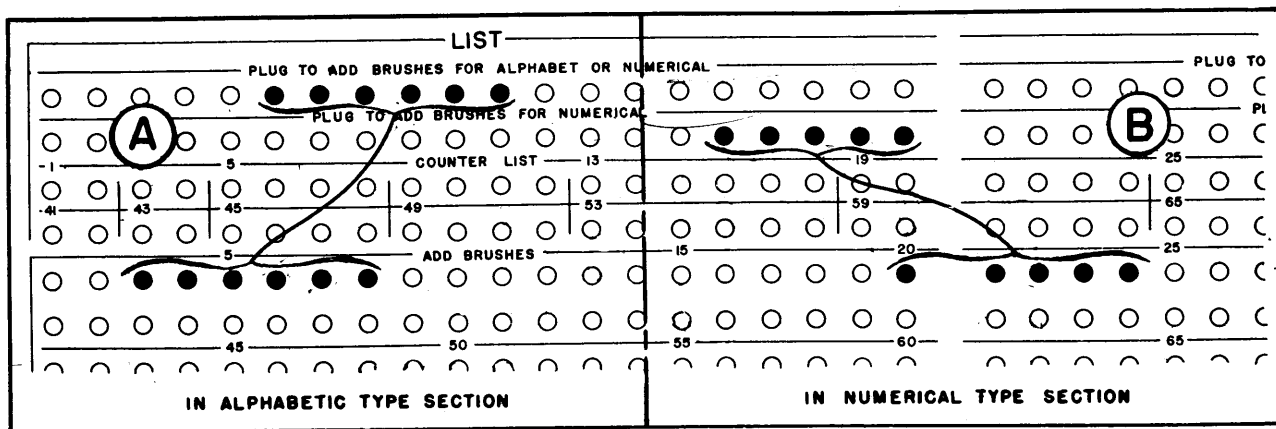 LIST
PLUG TO ADD BRUSHES FOR ALPHABET OR NUMERICAL PLUG TO
A PLUG TO ADD BRUSHES FOR NUMERICAL B PL
1 5 COUNTER LIST 13 19 25
41 43 45 49 53 59 65
5 ADD BRUSHES 15 20 25
45 50 55 60 65
IN ALPHABETIC TYPE SECTION IN NUMERICAL TYPE SECTION